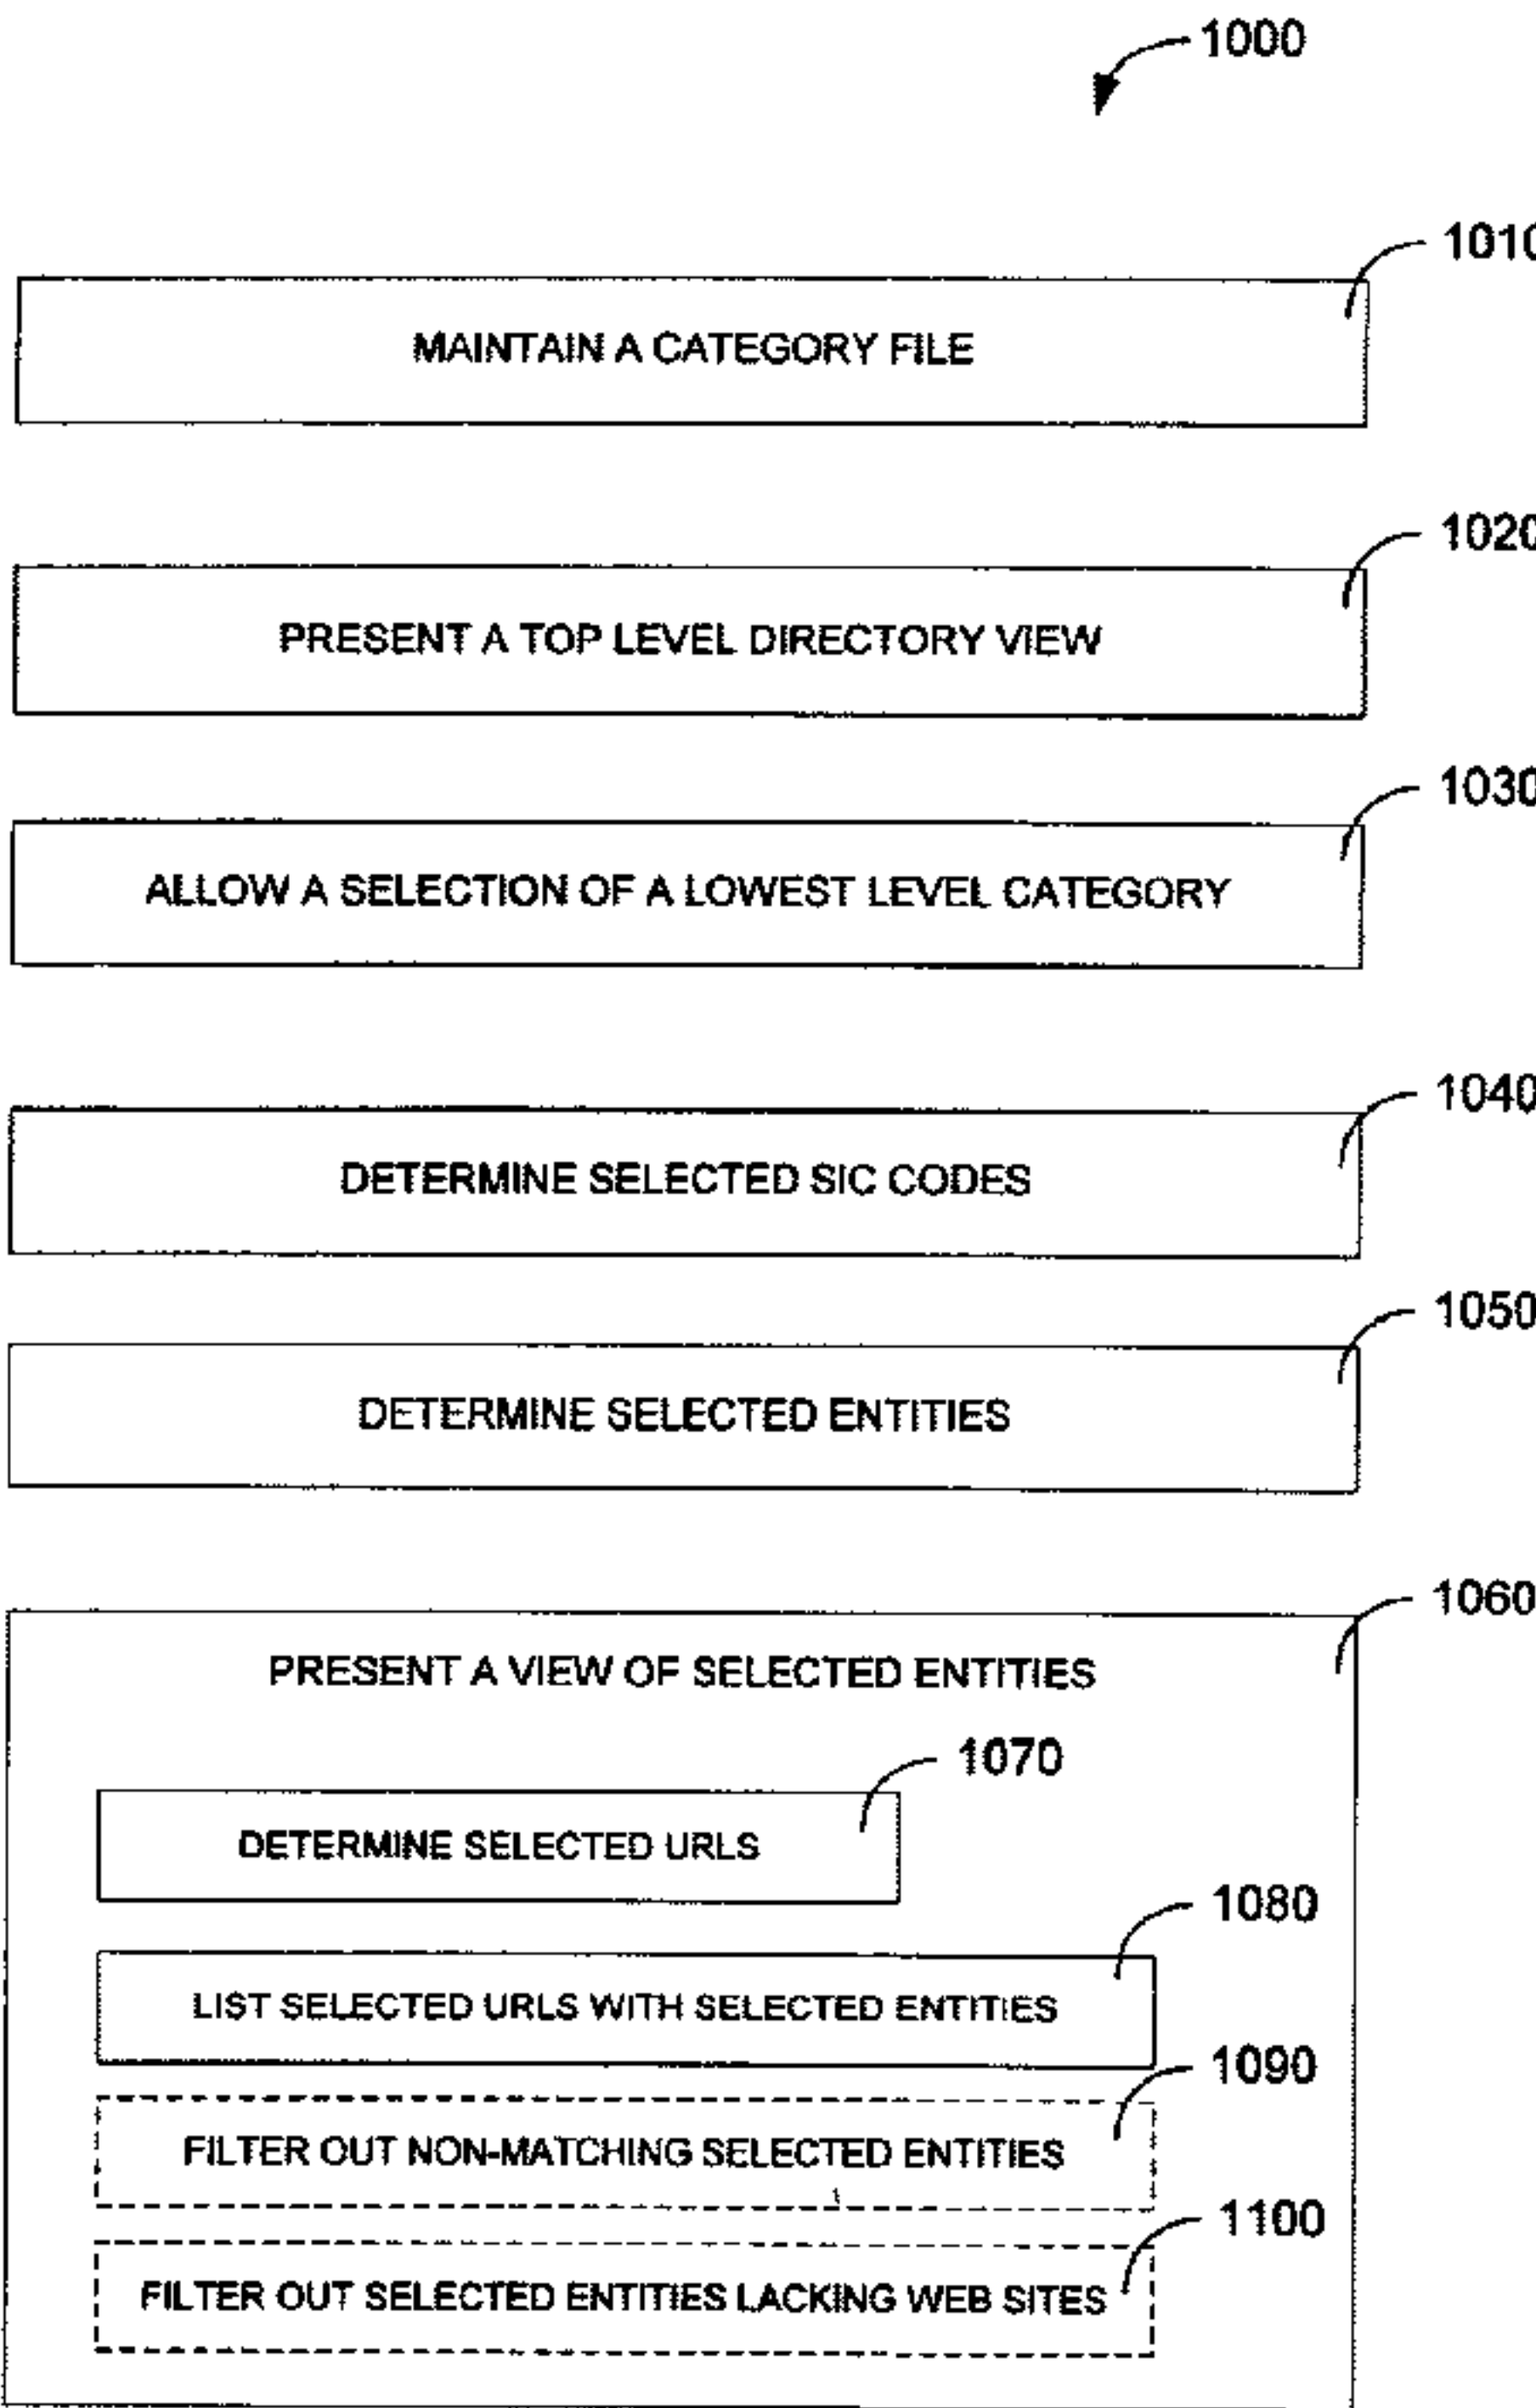 1000
1010
MAINTAIN A CATEGORY FILE
1020
PRESENT A TOP LEVEL DIRECTORY VIEW
1030
ALLOW A SELECTION OF A LOWEST LEVEL CATEGORY
1040
DETERMINE SELECTED SIC CODES
1050
DETERMINE SELECTED ENTITIES
1060
PRESENT A VIEW OF SELECTED ENTITIES
1070
DETERMINE SELECTED URLS
1080
LIST SELECTED URLS WITH SELECTED ENTITIES
1090
FILTER OUT NON-MATCHING SELECTED ENTITIES
1100
FILTER OUT SELECTED ENTITIES LACKING WEB SITES